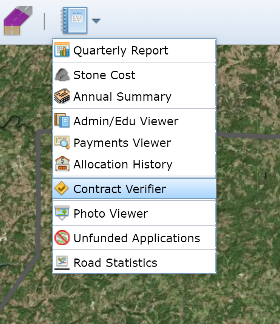 Quarterly Report
Stone Cost
Annual Summary
Admin/Edu Viewer
Payments Viewer
Allocation History
Contract Verifier
Photo Viewer
Unfunded Applications
Road Statistics